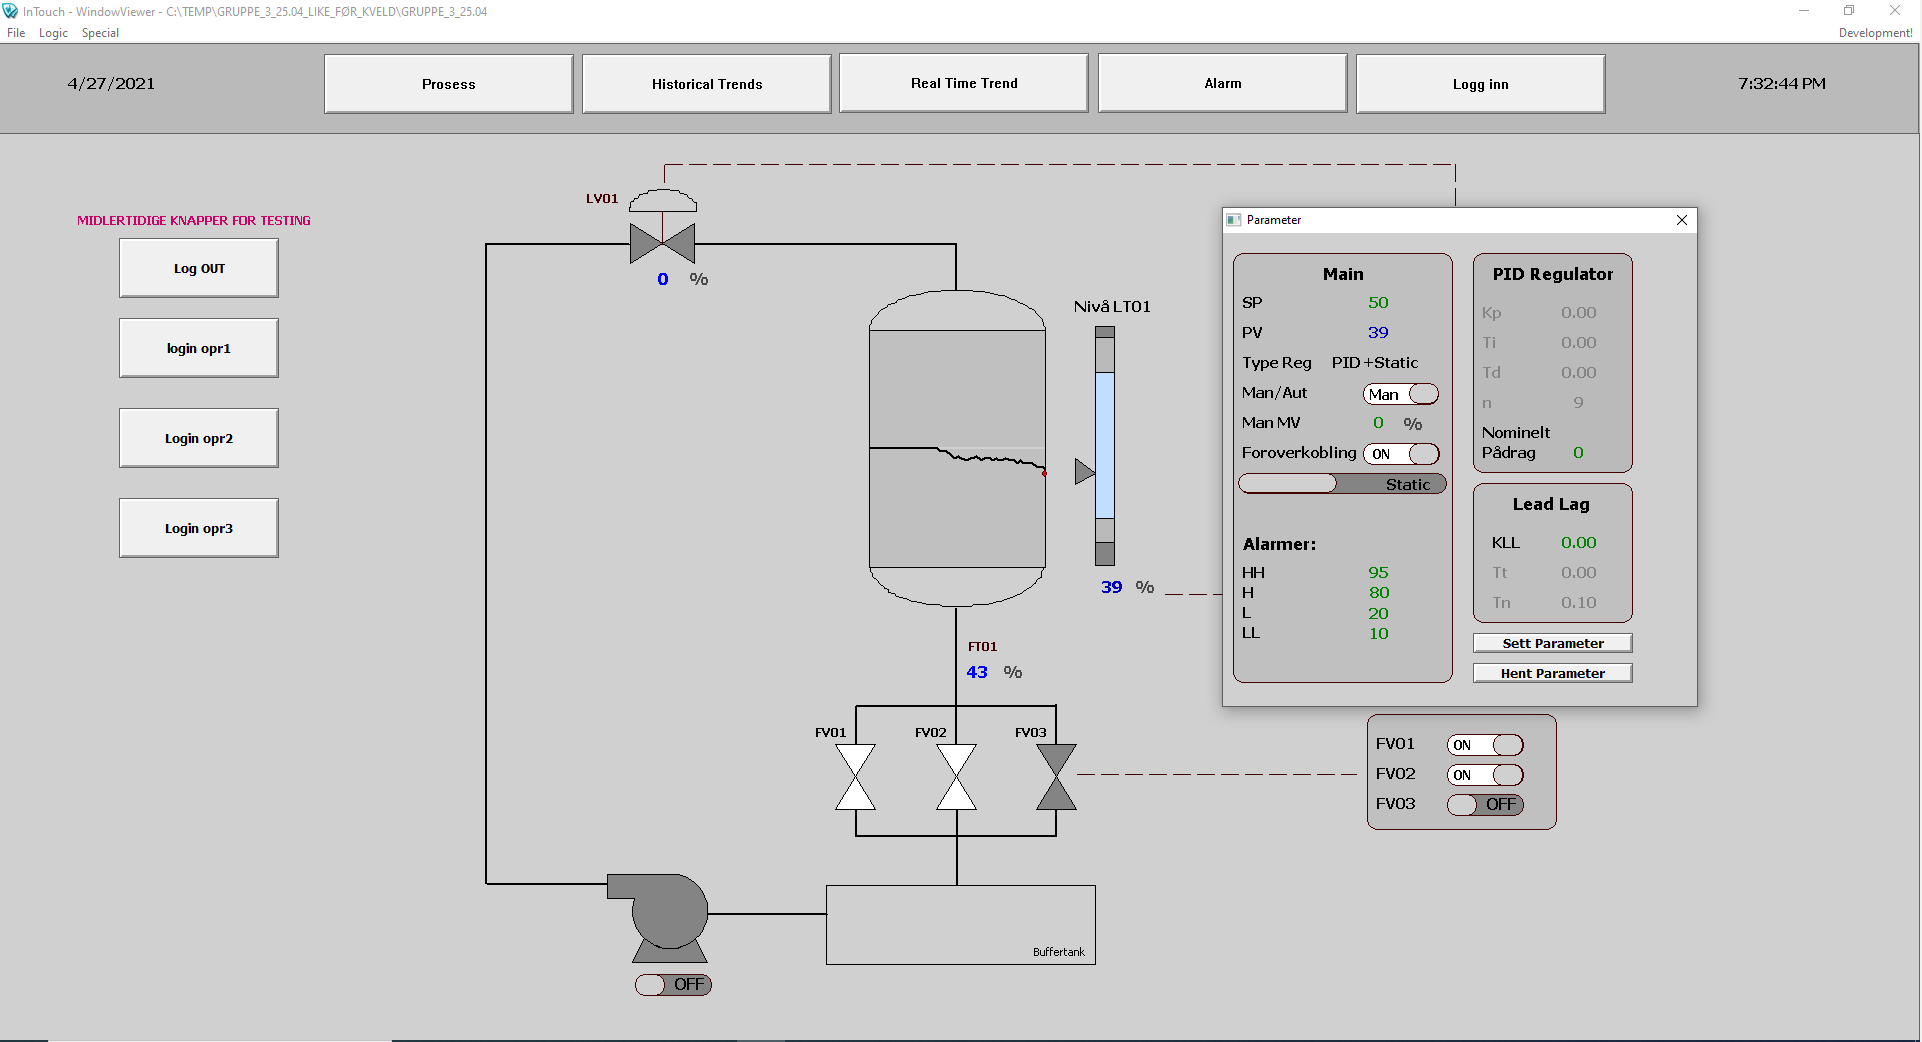 InTouch - WindowViewer - C:\TEMP\GRUPPE_3_25.04_LIKE_FØR_KVELD\GRUPPE_3_25.04
File Logic Special Development!
4/27/2021 Prosess Historical Trends Real Time Trend Alarm Logg inn 7:32:44 PM
MIDLERTIDIGE KNAPPER FOR TESTING
Log OUT
login opr1
Login opr2
Login opr3
LV01
0 %
Nivå LT01
39 %
FT01
43 %
FV01 FV02 FV03
Buffertank
OFF
Parameter
Main
SP 50
PV 39
Type Reg PID +Static
Man/Aut Man
Man MV 0 %
Foroverkobling ON
Static
Alarmer:
HH 95
H 80
L 20
LL 10
PID Regulator
Kp 0.00
Ti 0.00
Td 0.00
n 9
Nominelt
Pådrag 0
Lead Lag
KLL 0.00
Tt 0.00
Tn 0.10
Sett Parameter
Hent Parameter
FV01 ON
FV02 ON
FV03 OFF